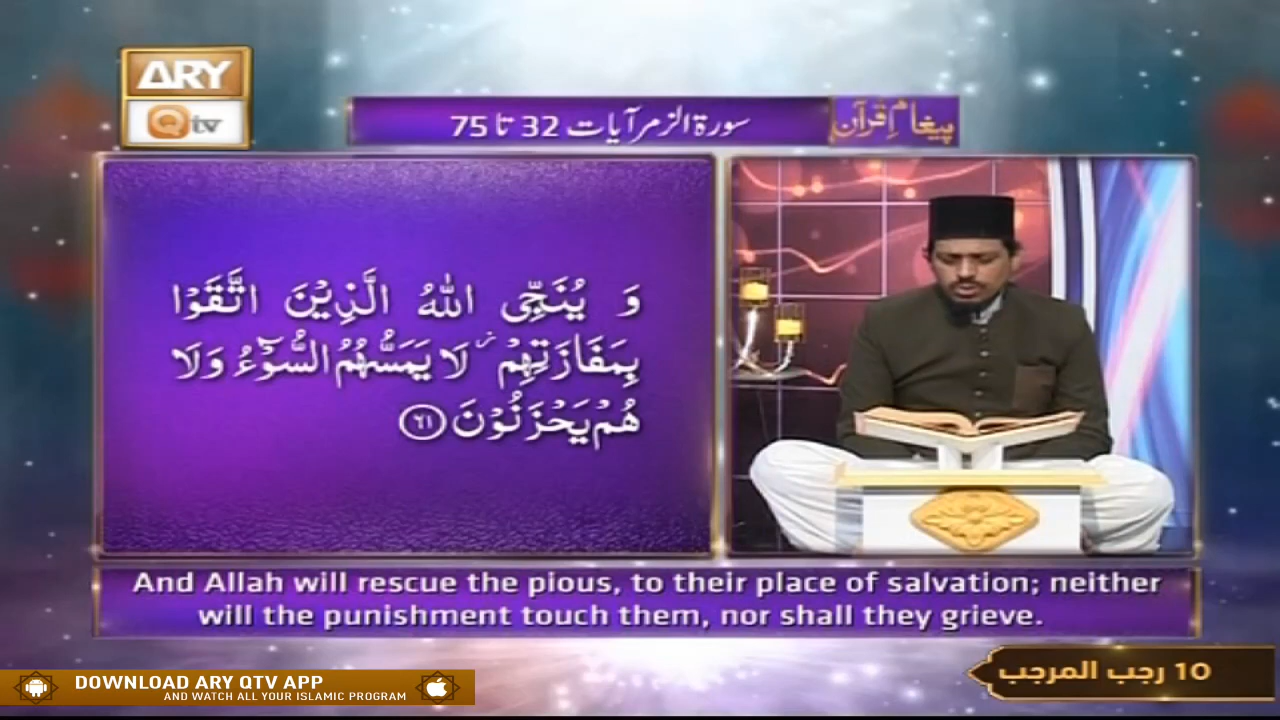 ARY
Qtv
پیغام قرآن
سورۃ الزمر آیات 32 تا 75
وَ یُنَجِّی اللّٰهُ الَّذِیْنَ اتَّقَوْا
بِمَفَازَتِهِمْ ؗ لَا یَمَسُّهُمُ السُّوْٓءُ وَلَا
هُمْ یَحْزَنُوْنَ ﴿۶۱﴾
And Allah will rescue the pious, to their place of salvation; neither
will the punishment touch them, nor shall they grieve.
DOWNLOAD ARY QTV APP
AND WATCH ALL YOUR ISLAMIC PROGRAM
10 رجب المرجب